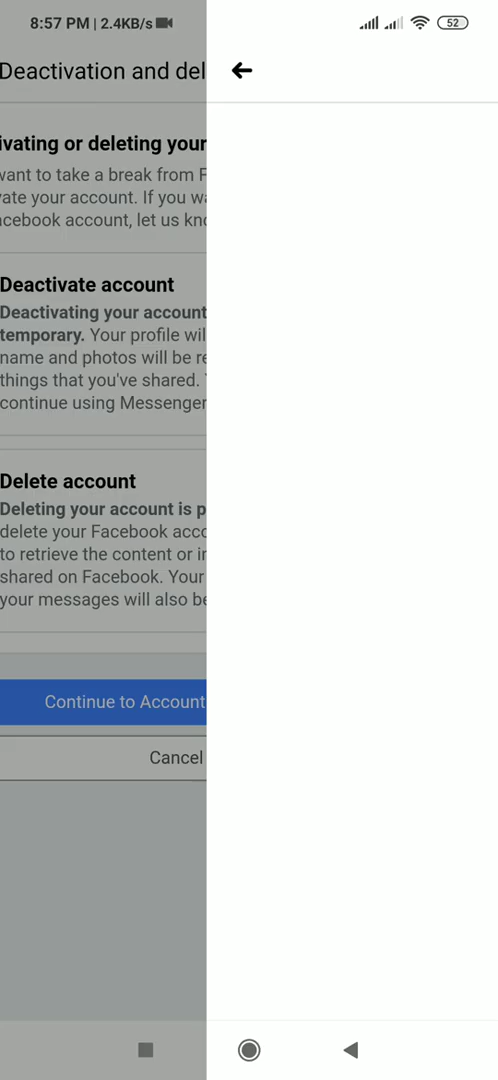 8:57 PM | 2.4KB/s
52
Deactivation and del
ivating or deleting your
want to take a break from F
vate your account. If you wa
acebook account, let us kno
Deactivate account
Deactivating your account
temporary. Your profile wil
name and photos will be re
things that you've shared.
continue using Messenger
Delete account
Deleting your account is p
delete your Facebook acco
to retrieve the content or in
shared on Facebook. Your
your messages will also be
Continue to Account
Cancel